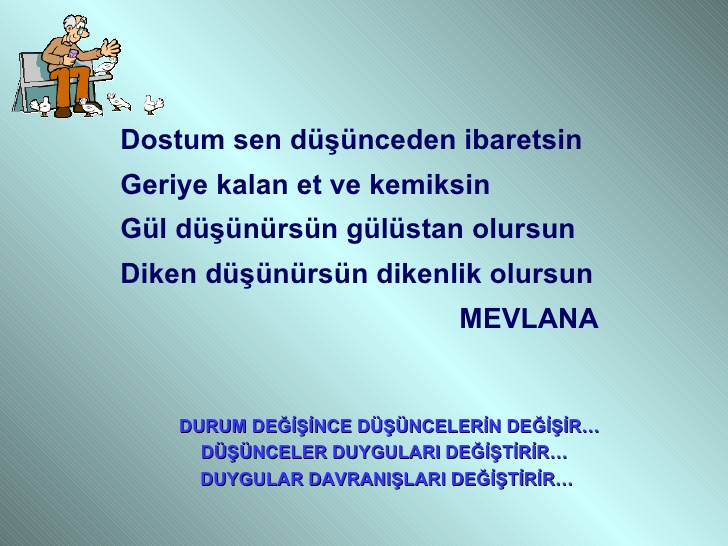 Dostum sen düşünceden ibaretsin
Geriye kalan et ve kemiksin
Gül düşünürsün gülüstan olursun
Diken düşünürsün dikenlik olursun
MEVLANA
DURUM DEĞİŞİNCE DÜŞÜNCELERİN DEĞİŞİR…
DÜŞÜNCELER DUYGULARI DEĞİŞTİRİR…
DUYGULAR DAVRANIŞLARI DEĞİŞTİRİR…